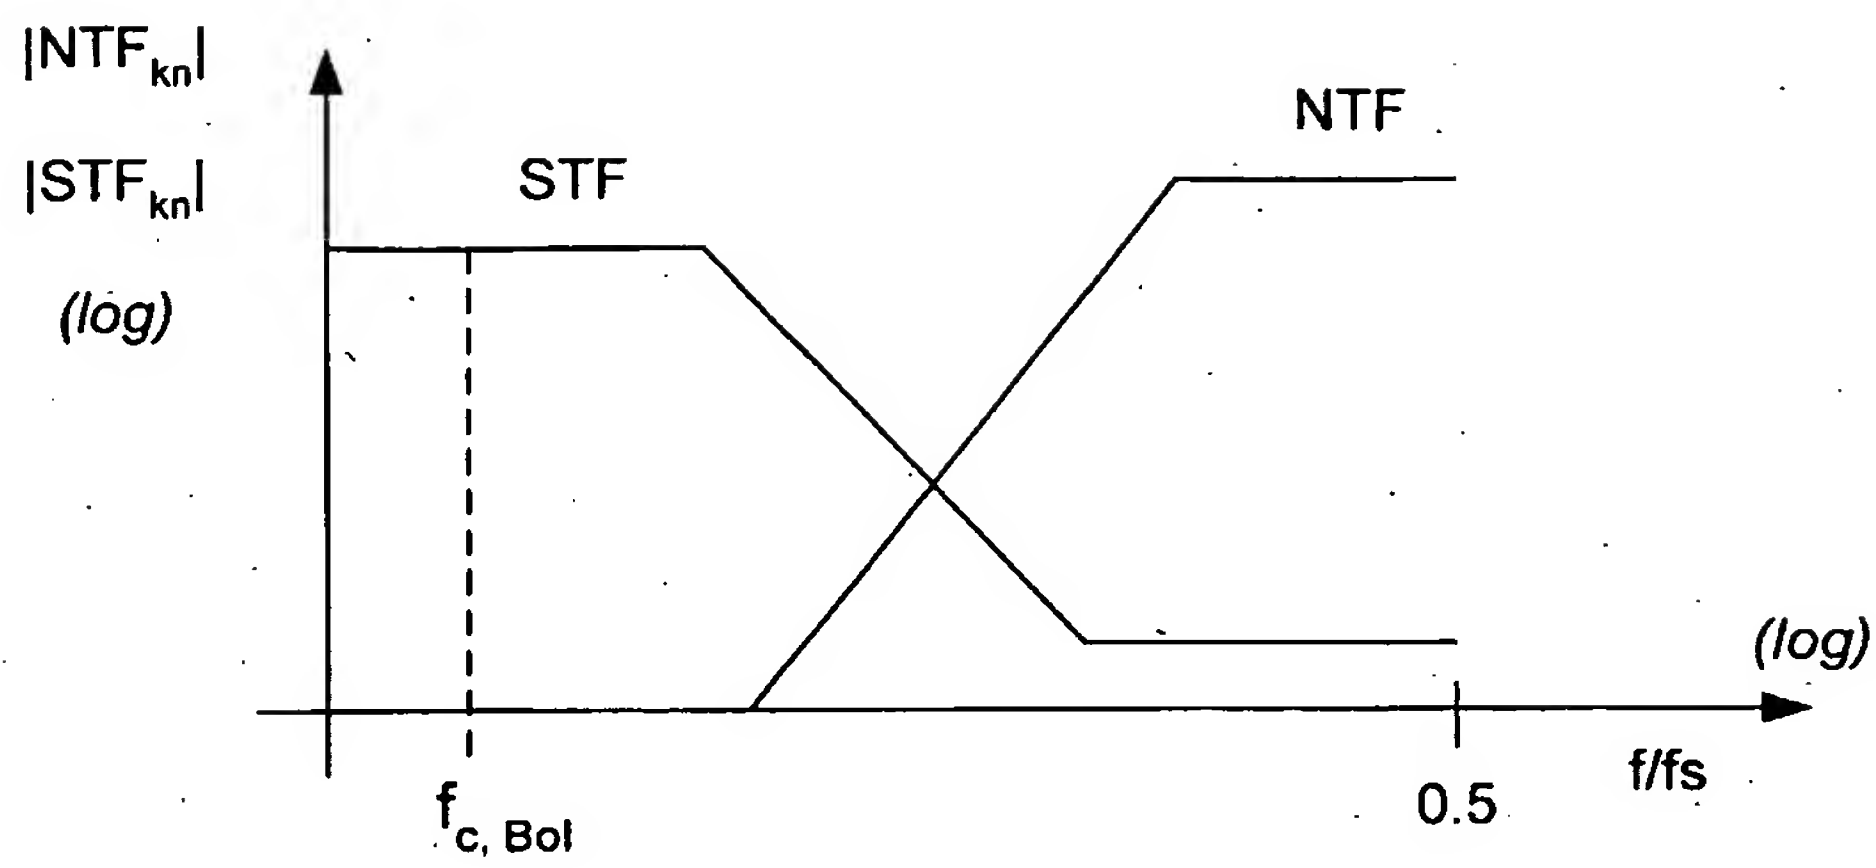 |NTFkn|
NTF
|STFkn|
STF
(log)
(log)
f/fs
fc, Bol
0.5